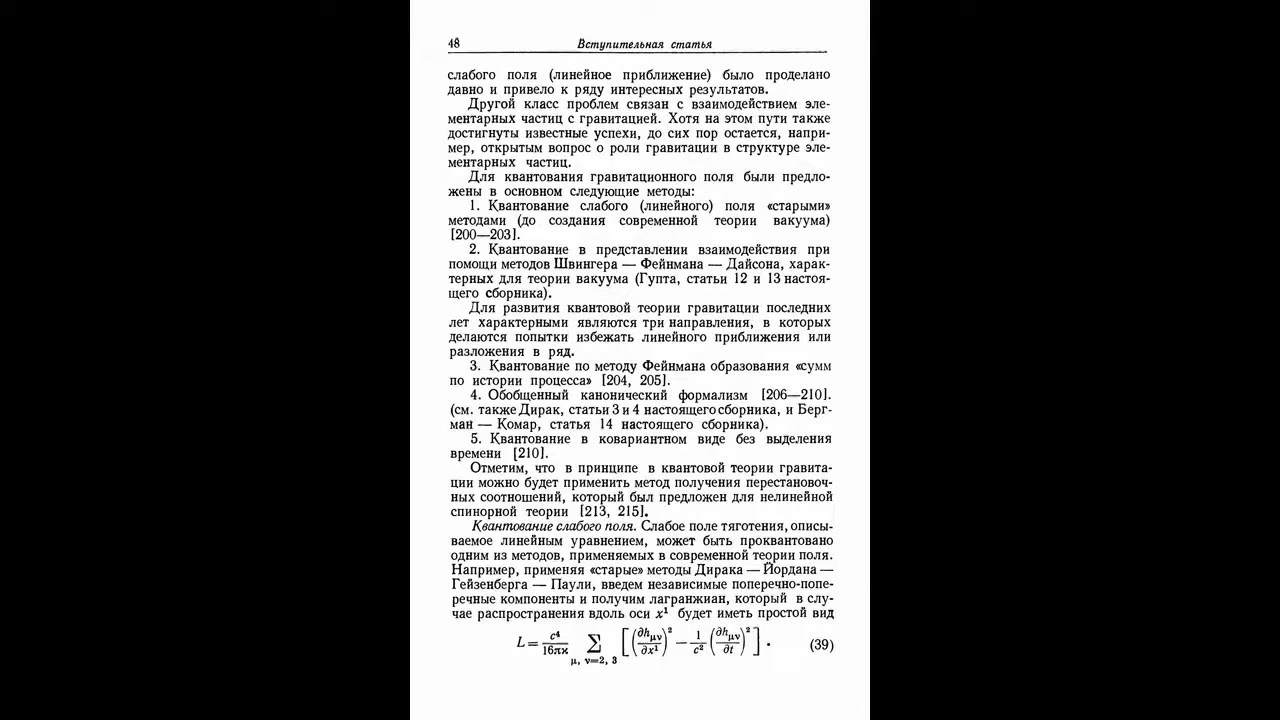 48 Вступительная статья
слабого поля (линейное приближение) было проделано
давно и привело к ряду интересных результатов.
Другой класс проблем связан с взаимодействием эле-
ментарных частиц с гравитацией. Хотя на этом пути также
достигнуты известные успехи, до сих пор остается, напри-
мер, открытым вопрос о роли гравитации в структуре эле-
ментарных частиц.
Для квантования гравитационного поля были предло-
жены в основном следующие методы:
1. Квантование слабого (линейного) поля «старыми»
методами (до создания современной теории вакуума)
[200—203].
2. Квантование в представлении взаимодействия при
помощи методов Швингера — Фейнмана — Дайсона, харак-
терных для теории вакуума (Гупта, статьи 12 и 13 настоя-
щего сборника).
Для развития квантовой теории гравитации последних
лет характерными являются три направления, в которых
делаются попытки избежать линейного приближения или
разложения в ряд.
3. Квантование по методу Фейнмана образования «сумм
по истории процесса» [204, 205].
4. Обобщенный канонический формализм [206—210].
(см. также Дирак, статьи 3 и 4 настоящего сборника, и Берг-
ман — Комар, статья 14 настоящего сборника).
5. Квантование в ковариантном виде без выделения
времени [210].
Отметим, что в принципе в квантовой теории гравита-
ции можно будет применить метод получения перестановоч-
ных соотношений, который был предложен для нелинейной
спинорной теории [213, 215].
Квантование слабого поля. Слабое поле тяготения, описы-
ваемое линейным уравнением, может быть проквантовано
одним из методов, применяемых в современной теории поля.
Например, применяя «старые» методы Дирака — Йордана —
Гейзенберга — Паули, введем независимые поперечно-попе-
речные компоненты и получим лагранжиан, который в слу-
чае распространения вдоль оси x¹ будет иметь простой вид
L = c⁴/16πκ ∑ μ, ν=2, 3 [(∂hμν/∂x¹)² − 1/c² (∂hμν/∂t)²]. (39)